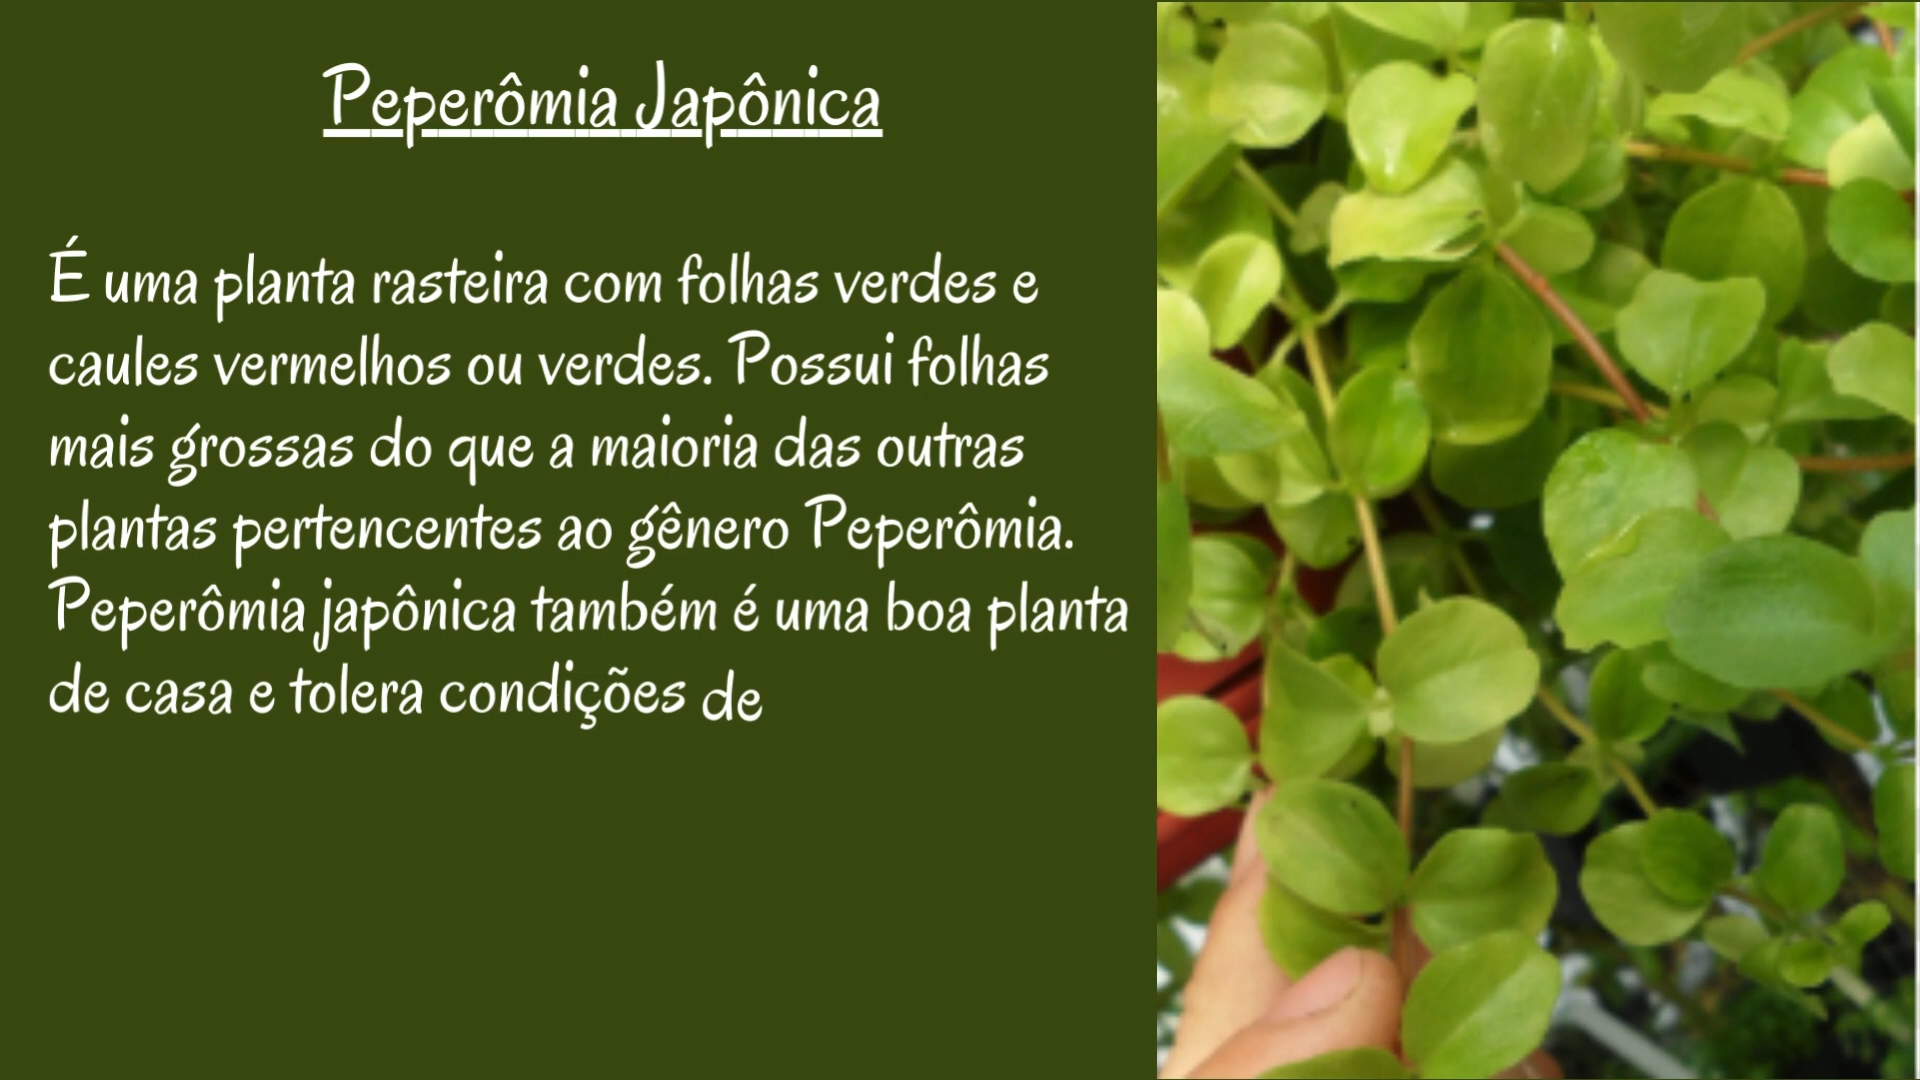 Peperômia Japônica
É uma planta rasteira com folhas verdes e
caules vermelhos ou verdes. Possui folhas
mais grossas do que a maioria das outras
plantas pertencentes ao gênero Peperômia.
Peperômia japônica também é uma boa planta
de casa e tolera condições de